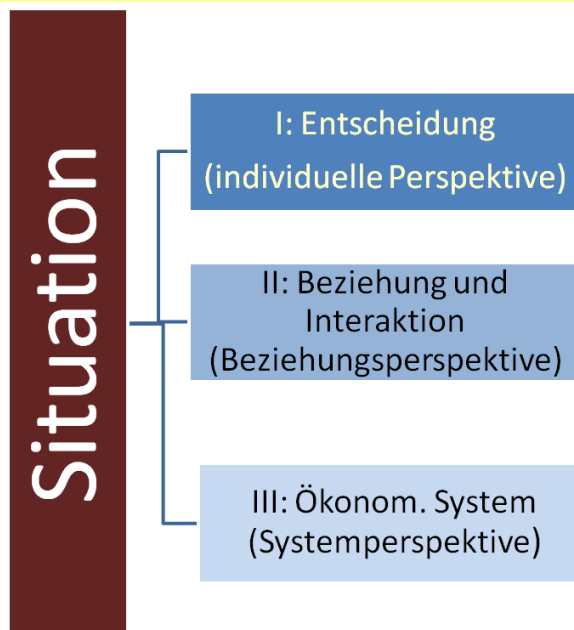 Situation
I: Entscheidung
(individuelle Perspektive)
II: Beziehung und
Interaktion
(Beziehungsperspektive)
III: Ökonom. System
(Systemperspektive)